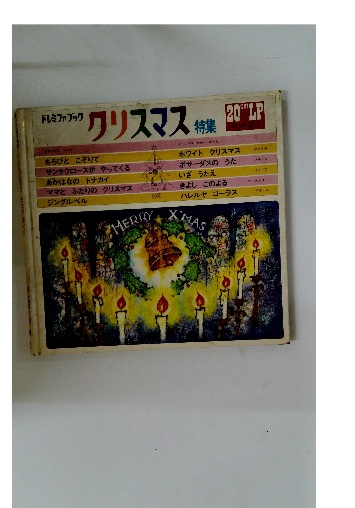 ドレミファブック
クリスマス 特集
20cm LP
もろびと こぞりて
サンタクロースが やってくる
あかはなの トナカイ
ママと ふたりの クリスマス
ジングルベル
ホワイト クリスマス
ポサーダスの うた
いざ うたえ
きよし このよる
ハレルヤ コーラス
MERRY X'MAS